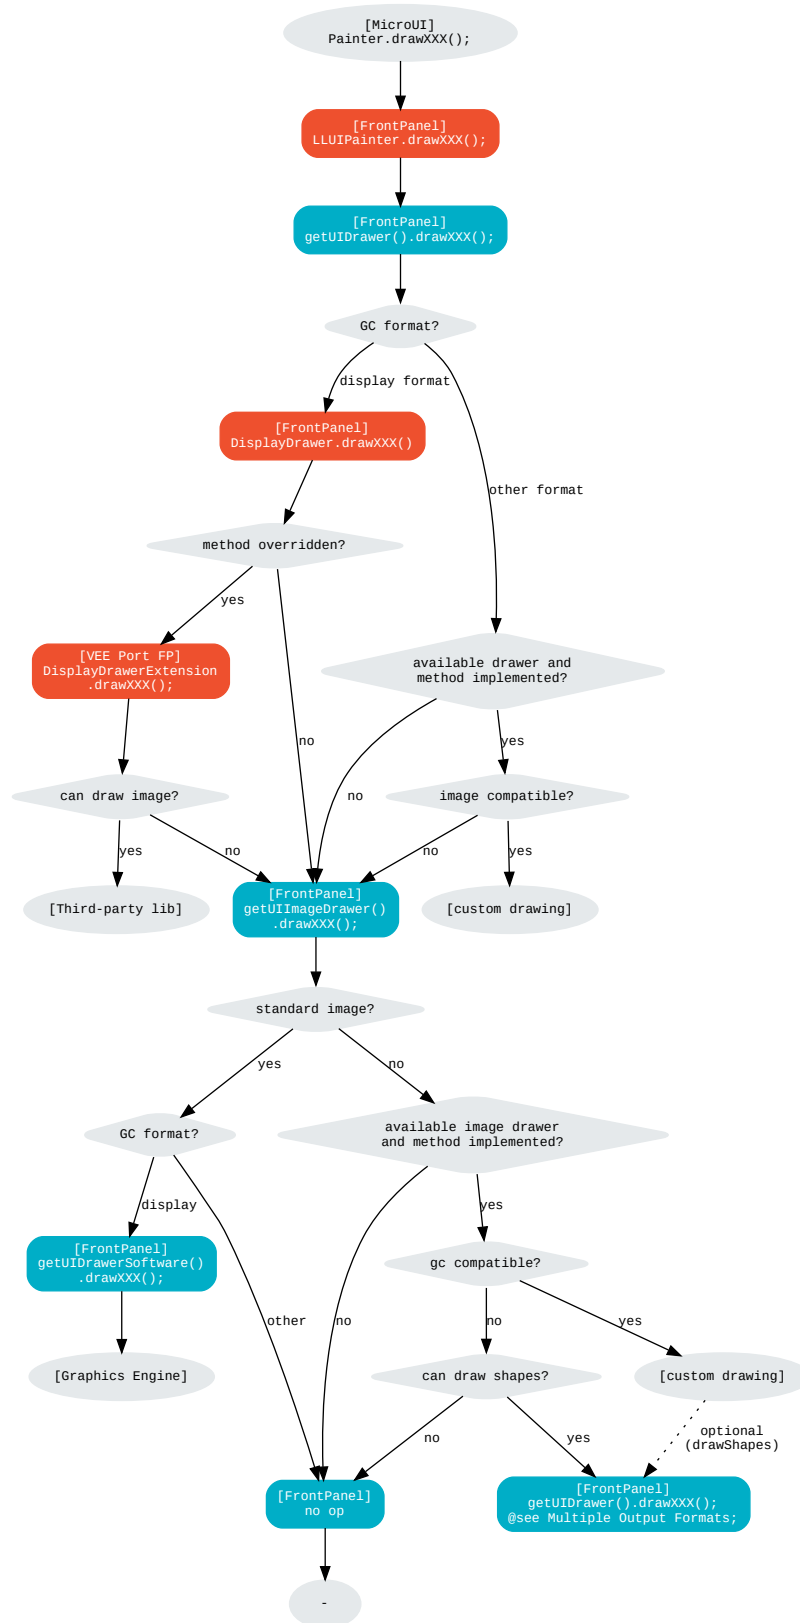 [MicroUI]
Painter.drawXXX();
[FrontPanel]
LLUIPainter.drawXXX();
[FrontPanel]
getUIDrawer().drawXXX();
GC format?
display format
[FrontPanel]
DisplayDrawer.drawXXX()
other format
method overridden?
yes
[VEE Port FP]
DisplayDrawerExtension
.drawXXX();
available drawer and
method implemented?
no
yes
can draw image?
no
image compatible?
yes
no
no
yes
[Third-party lib]
[FrontPanel]
getUIImageDrawer()
.drawXXX();
[custom drawing]
standard image?
yes
no
GC format?
available image drawer
and method implemented?
display
yes
[FrontPanel]
getUIDrawerSoftware()
.drawXXX();
gc compatible?
other
no
no
yes
[Graphics Engine]
can draw shapes?
[custom drawing]
no
yes
optional
(drawShapes)
[FrontPanel]
no op
[FrontPanel]
getUIDrawer().drawXXX();
@see Multiple Output Formats;
-